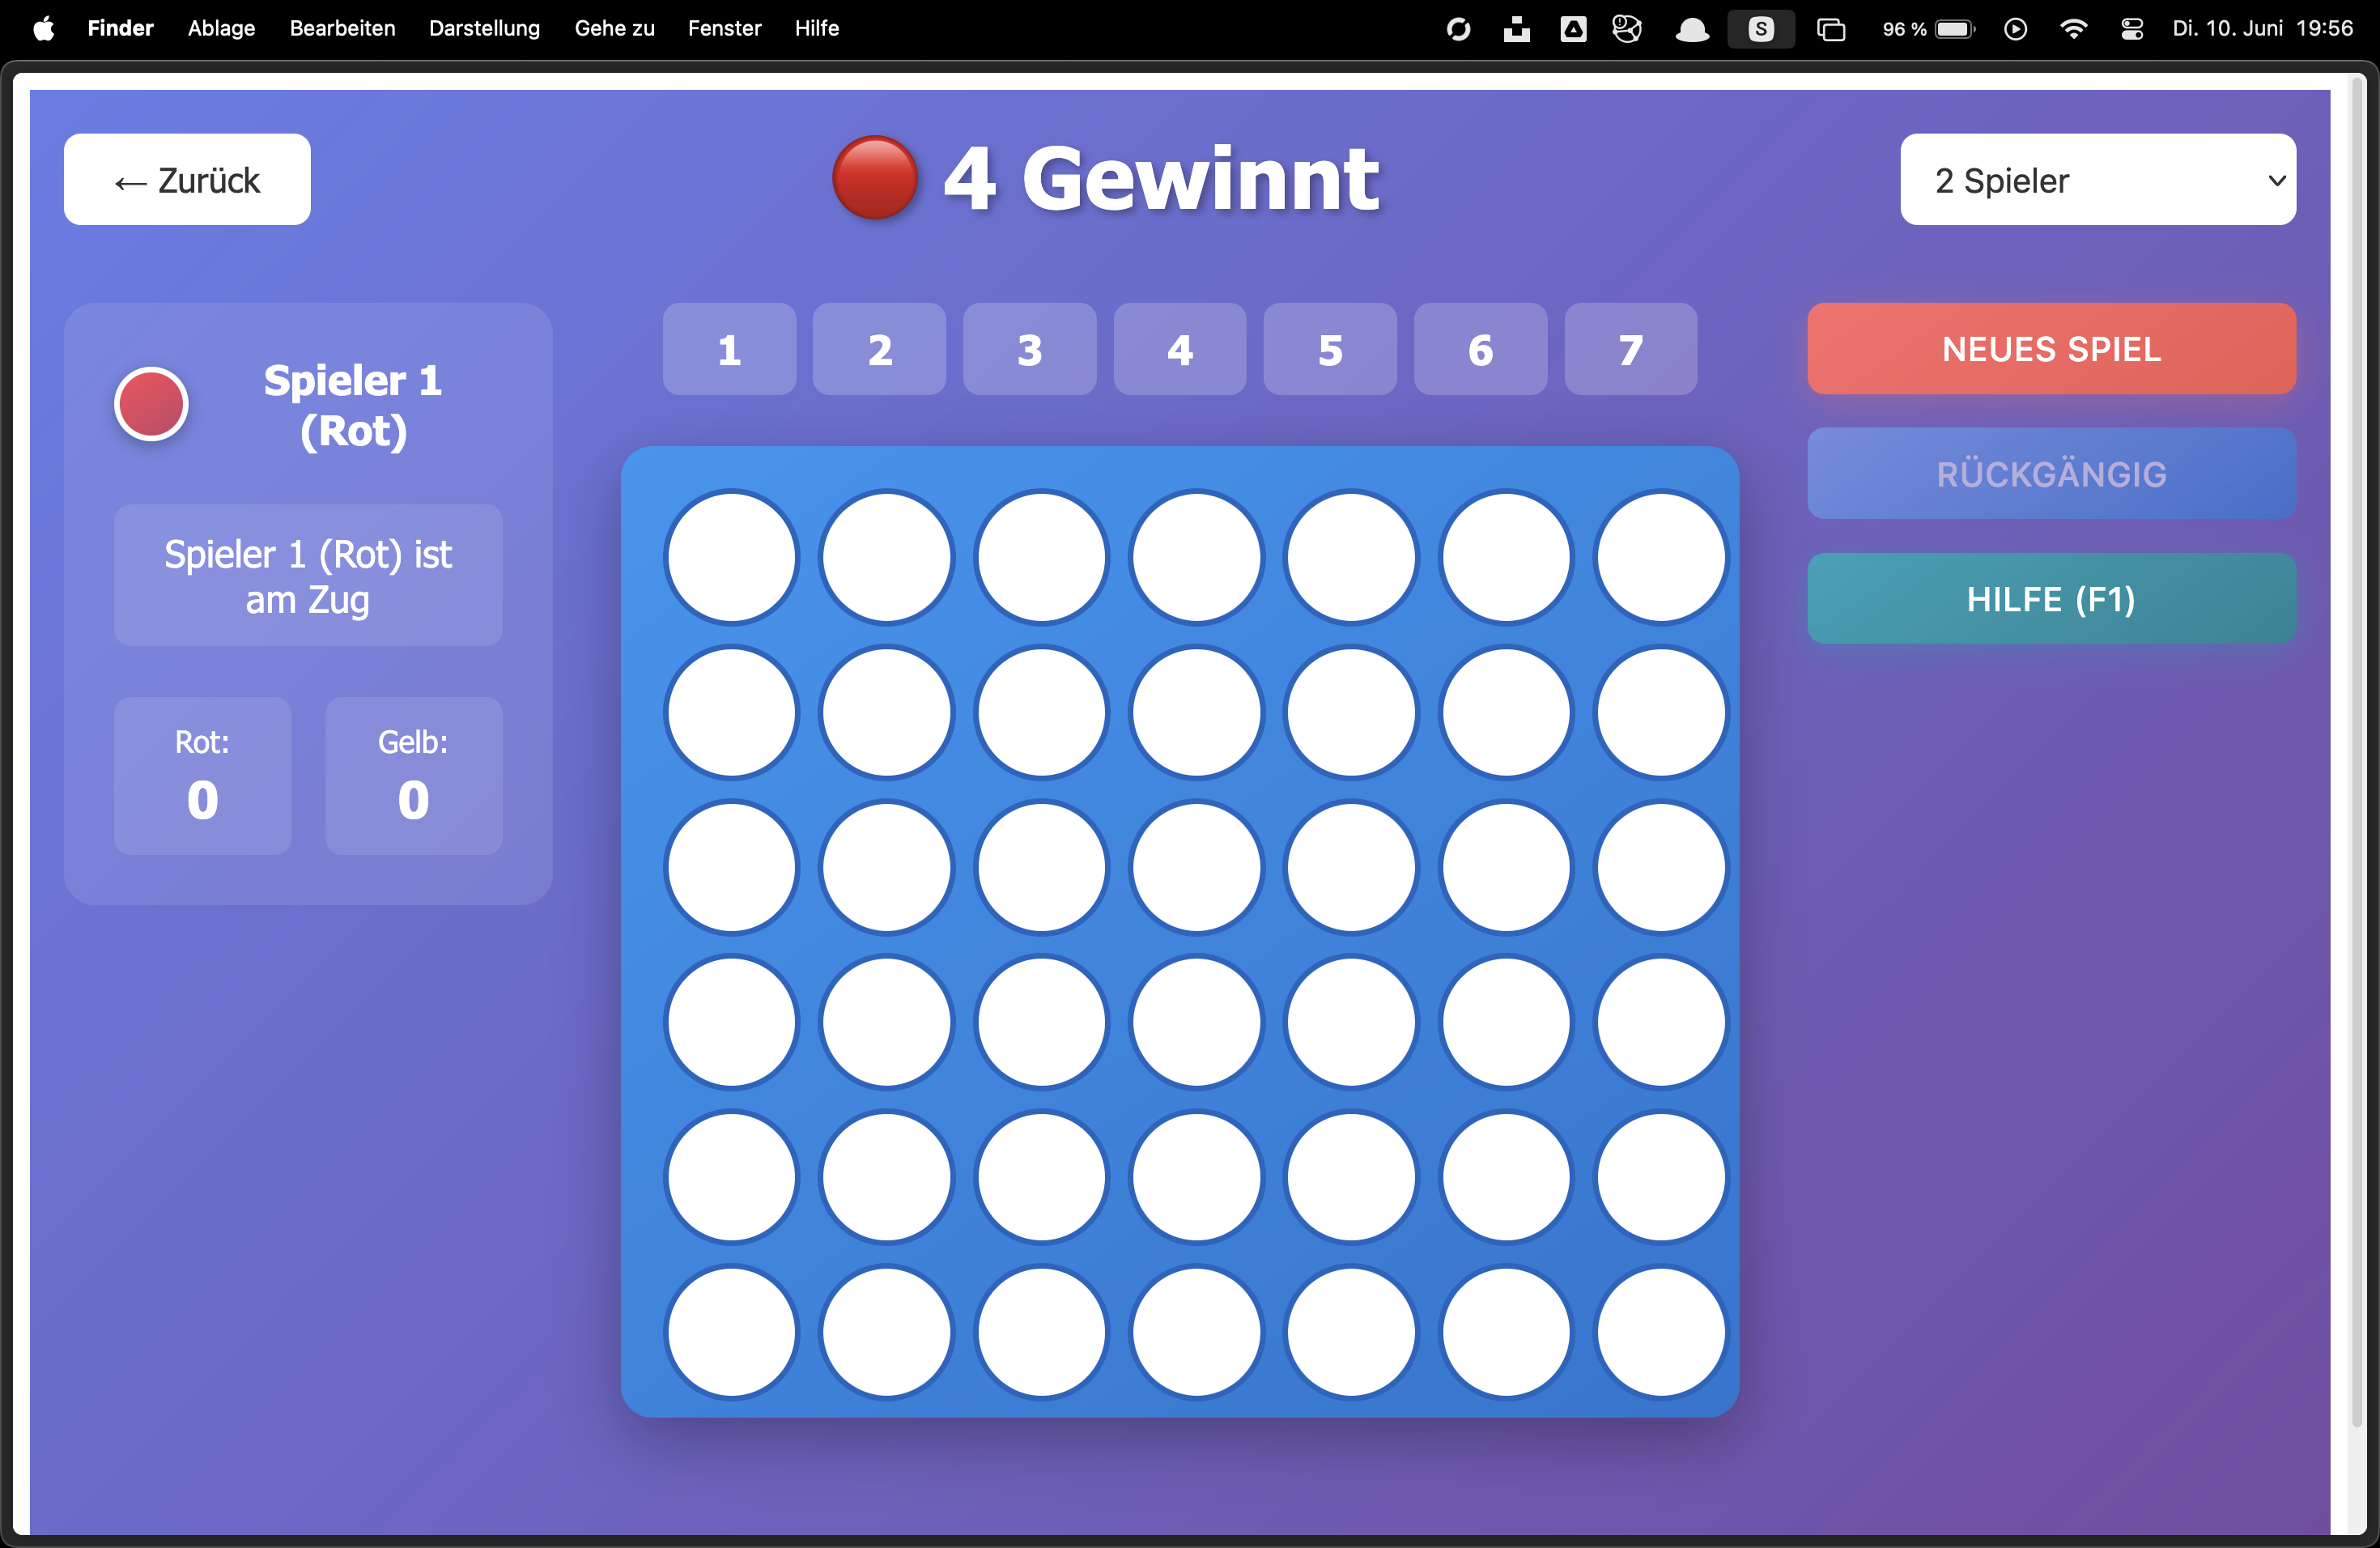 Finder Ablage Bearbeiten Darstellung Gehe zu Fenster Hilfe S 96 % Di. 10. Juni 19:56
← Zurück
4 Gewinnt
2 Spieler
Spieler 1
(Rot)
Spieler 1 (Rot) ist
am Zug
Rot:
0
Gelb:
0
1 2 3 4 5 6 7
NEUES SPIEL
RÜCKGÄNGIG
HILFE (F1)